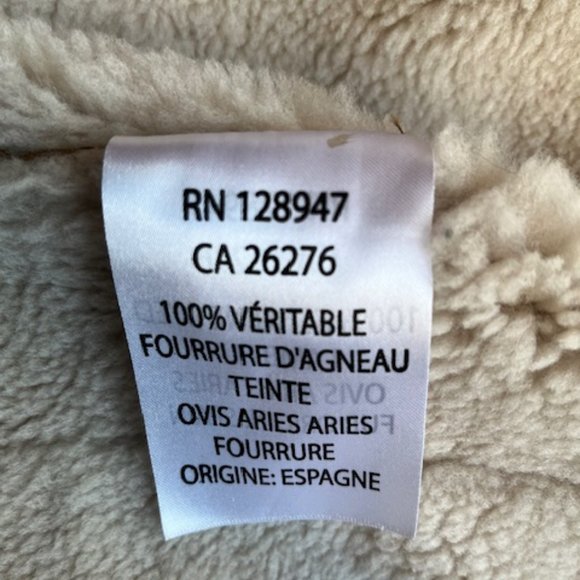 RN 128947
CA 26276
100% VÉRITABLE
FOURRURE D'AGNEAU
TEINTE
OVIS ARIES ARIES
FOURRURE
ORIGINE: ESPAGNE